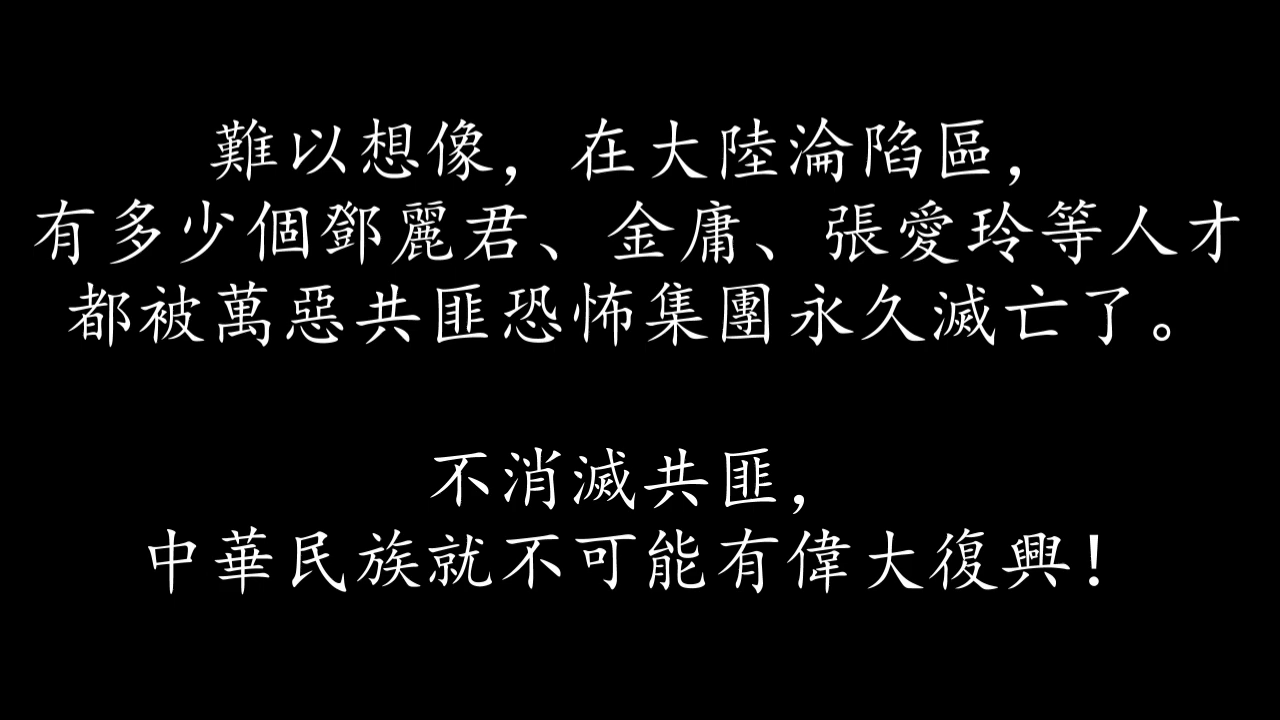 難以想像，在大陸淪陷區，
有多少個鄧麗君、金庸、張愛玲等人才
都被萬惡共匪恐怖集團永久滅亡了。
不消滅共匪，
中華民族就不可能有偉大復興！